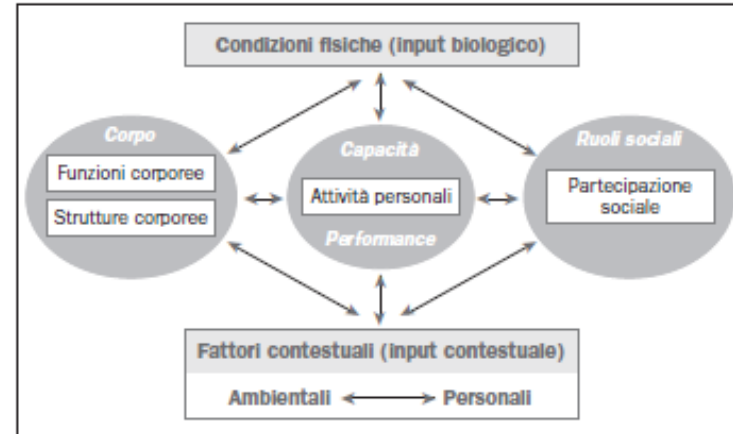 Condizioni fisiche (input biologico)
Corpo
Funzioni corporee
Strutture corporee
Capacità
Attività personali
Performance
Ruoli sociali
Partecipazione
sociale
Fattori contestuali (input contestuale)
Ambientali
Personali